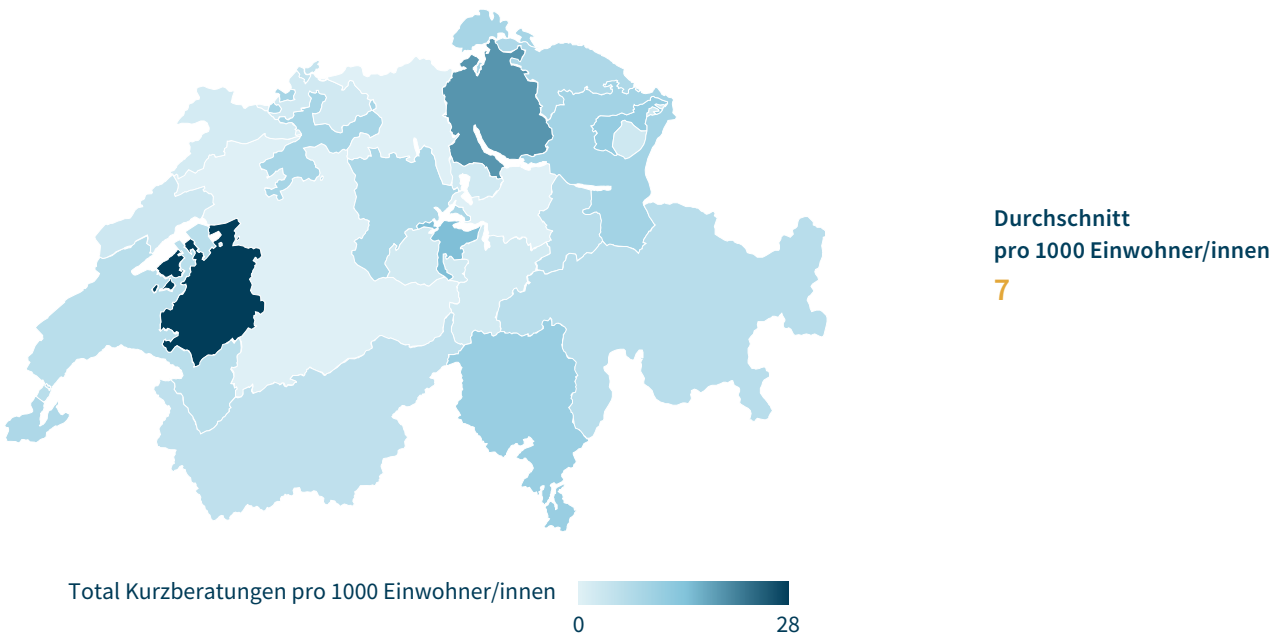 Durchschnitt
pro 1000 Einwohner/innen
7
Total Kurzberatungen pro 1000 Einwohner/innen
0 28